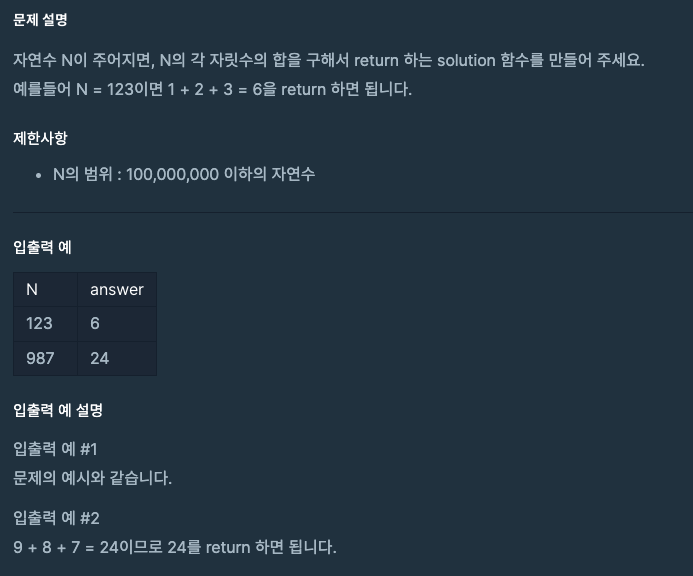 문제 설명
자연수 N이 주어지면, N의 각 자릿수의 합을 구해서 return 하는 solution 함수를 만들어 주세요.
예를들어 N = 123이면 1 + 2 + 3 = 6을 return 하면 됩니다.
제한사항
• N의 범위 : 100,000,000 이하의 자연수
입출력 예
N answer
123 6
987 24
입출력 예 설명
입출력 예 #1
문제의 예시와 같습니다.
입출력 예 #2
9 + 8 + 7 = 24이므로 24를 return 하면 됩니다.